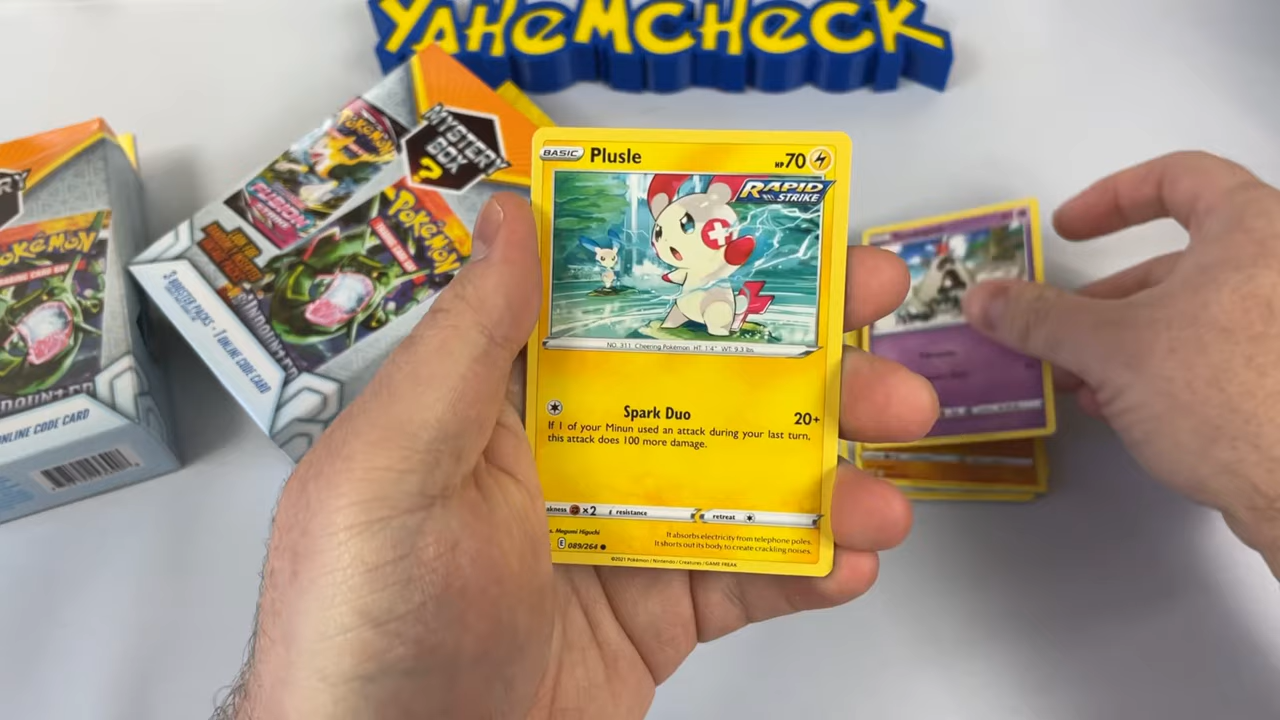 YAHEMCHECK
MYSTERY
BOX
?
POKÉMON
FUSION
POKÉMON
3 BOOSTER PACKS · 1 ONLINE CODE CARD
POKÉMON
ONLINE CODE CARD
BASIC Plusle HP 70
RAPID
STRIKE
NO. 311 Cheering Pokémon HT: 1'4" WT: 9.3 lbs.
Spark Duo 20+
If 1 of your Minun used an attack during your last turn,
this attack does 100 more damage.
akness ×2 resistance retreat
s. Megumi Higuchi
E 089/264
It absorbs electricity from telephone poles.
It shorts out its body to create crackling noises.
©2021 Pokémon / Nintendo / Creatures / GAME FREAK